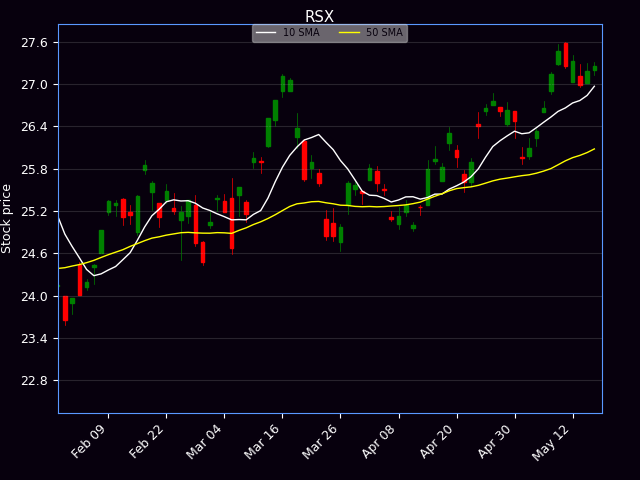 RSX
10 SMA
50 SMA
27.6
27.0
26.4
25.8
25.2
24.6
24.0
23.4
22.8
Stock price
Feb 09
Feb 22
Mar 04
Mar 16
Mar 26
Apr 08
Apr 20
Apr 30
May 12